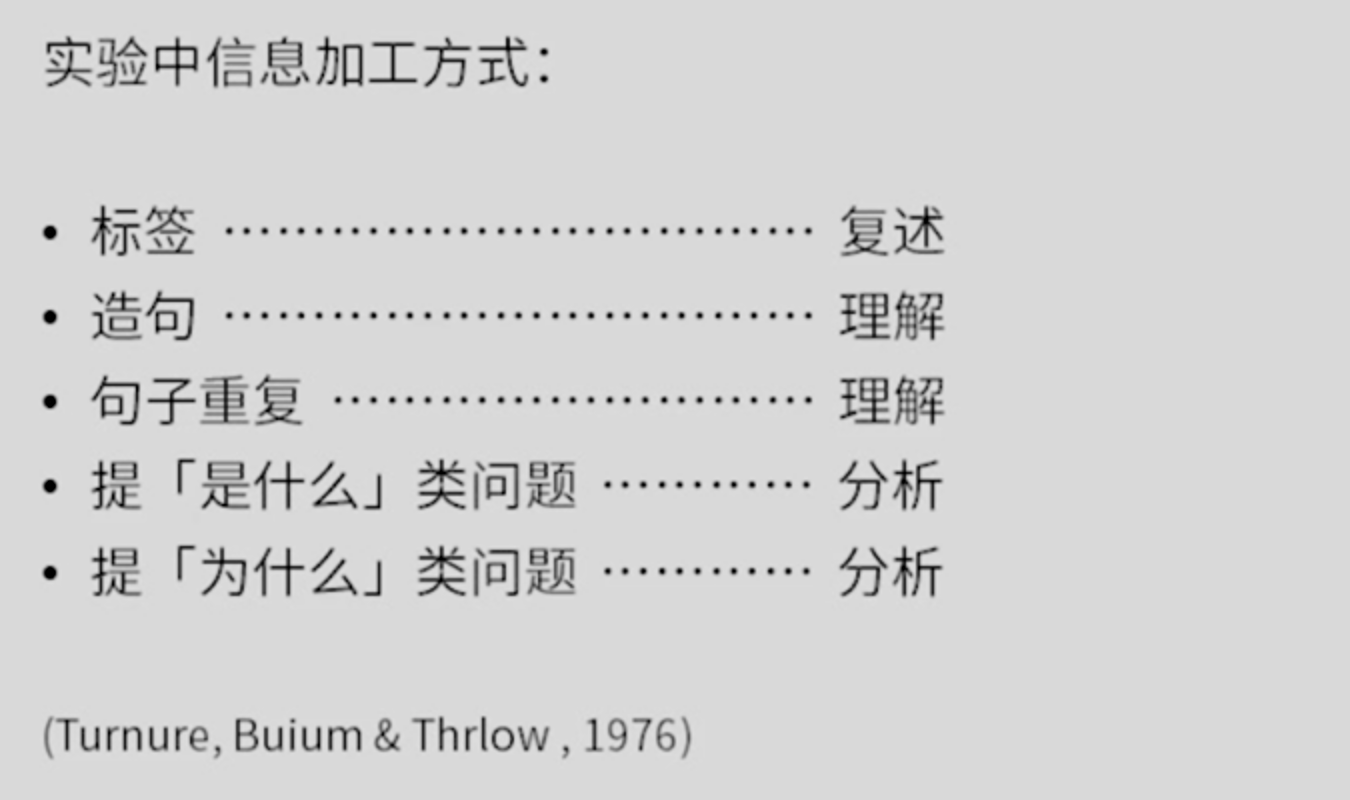 实验中信息加工方式：
• 标签 ………………………………… 复述
• 造句 ………………………………… 理解
• 句子重复 ………………………… 理解
• 提「是什么」类问题 ………… 分析
• 提「为什么」类问题 ………… 分析
(Turnure, Buium & Thrlow , 1976)